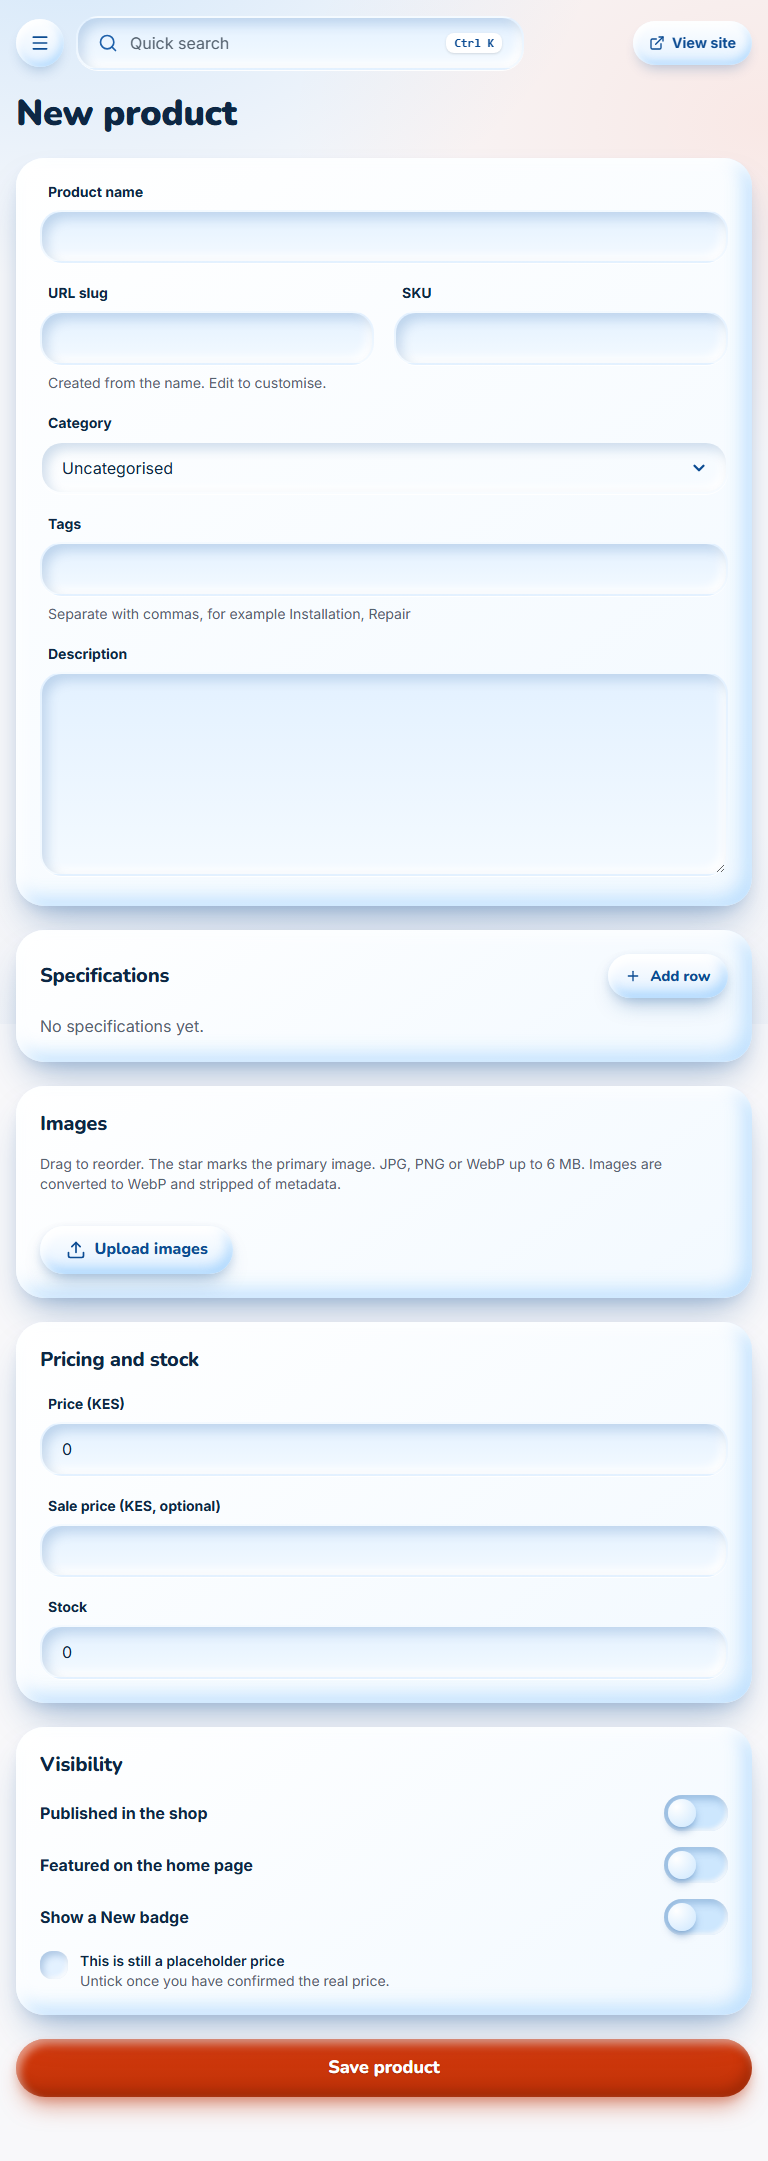 Quick search
Ctrl K
View site
New product
Product name
URL slug
SKU
Created from the name. Edit to customise.
Category
Uncategorised
Tags
Separate with commas, for example Installation, Repair
Description
Specifications
Add row
No specifications yet.
Images
Drag to reorder. The star marks the primary image. JPG, PNG or WebP up to 6 MB. Images are
converted to WebP and stripped of metadata.
Upload images
Pricing and stock
Price (KES)
0
Sale price (KES, optional)
Stock
0
Visibility
Published in the shop
Featured on the home page
Show a New badge
This is still a placeholder price
Untick once you have confirmed the real price.
Save product